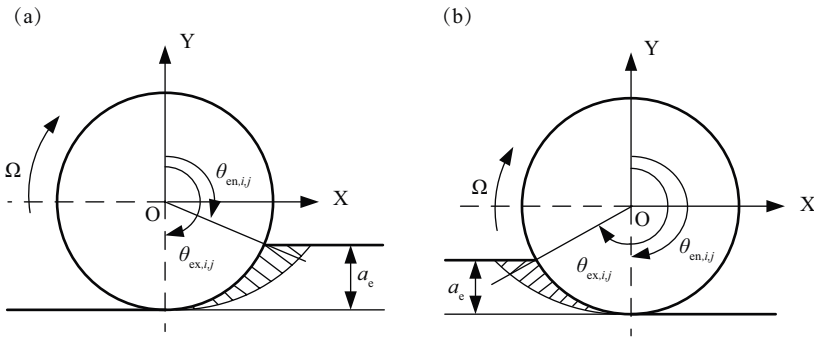 (a)
Y
Ω
θen,i,j
X
O
θex,i,j
ae
(b)
Y
Ω
X
O
θen,i,j
θex,i,j
ae